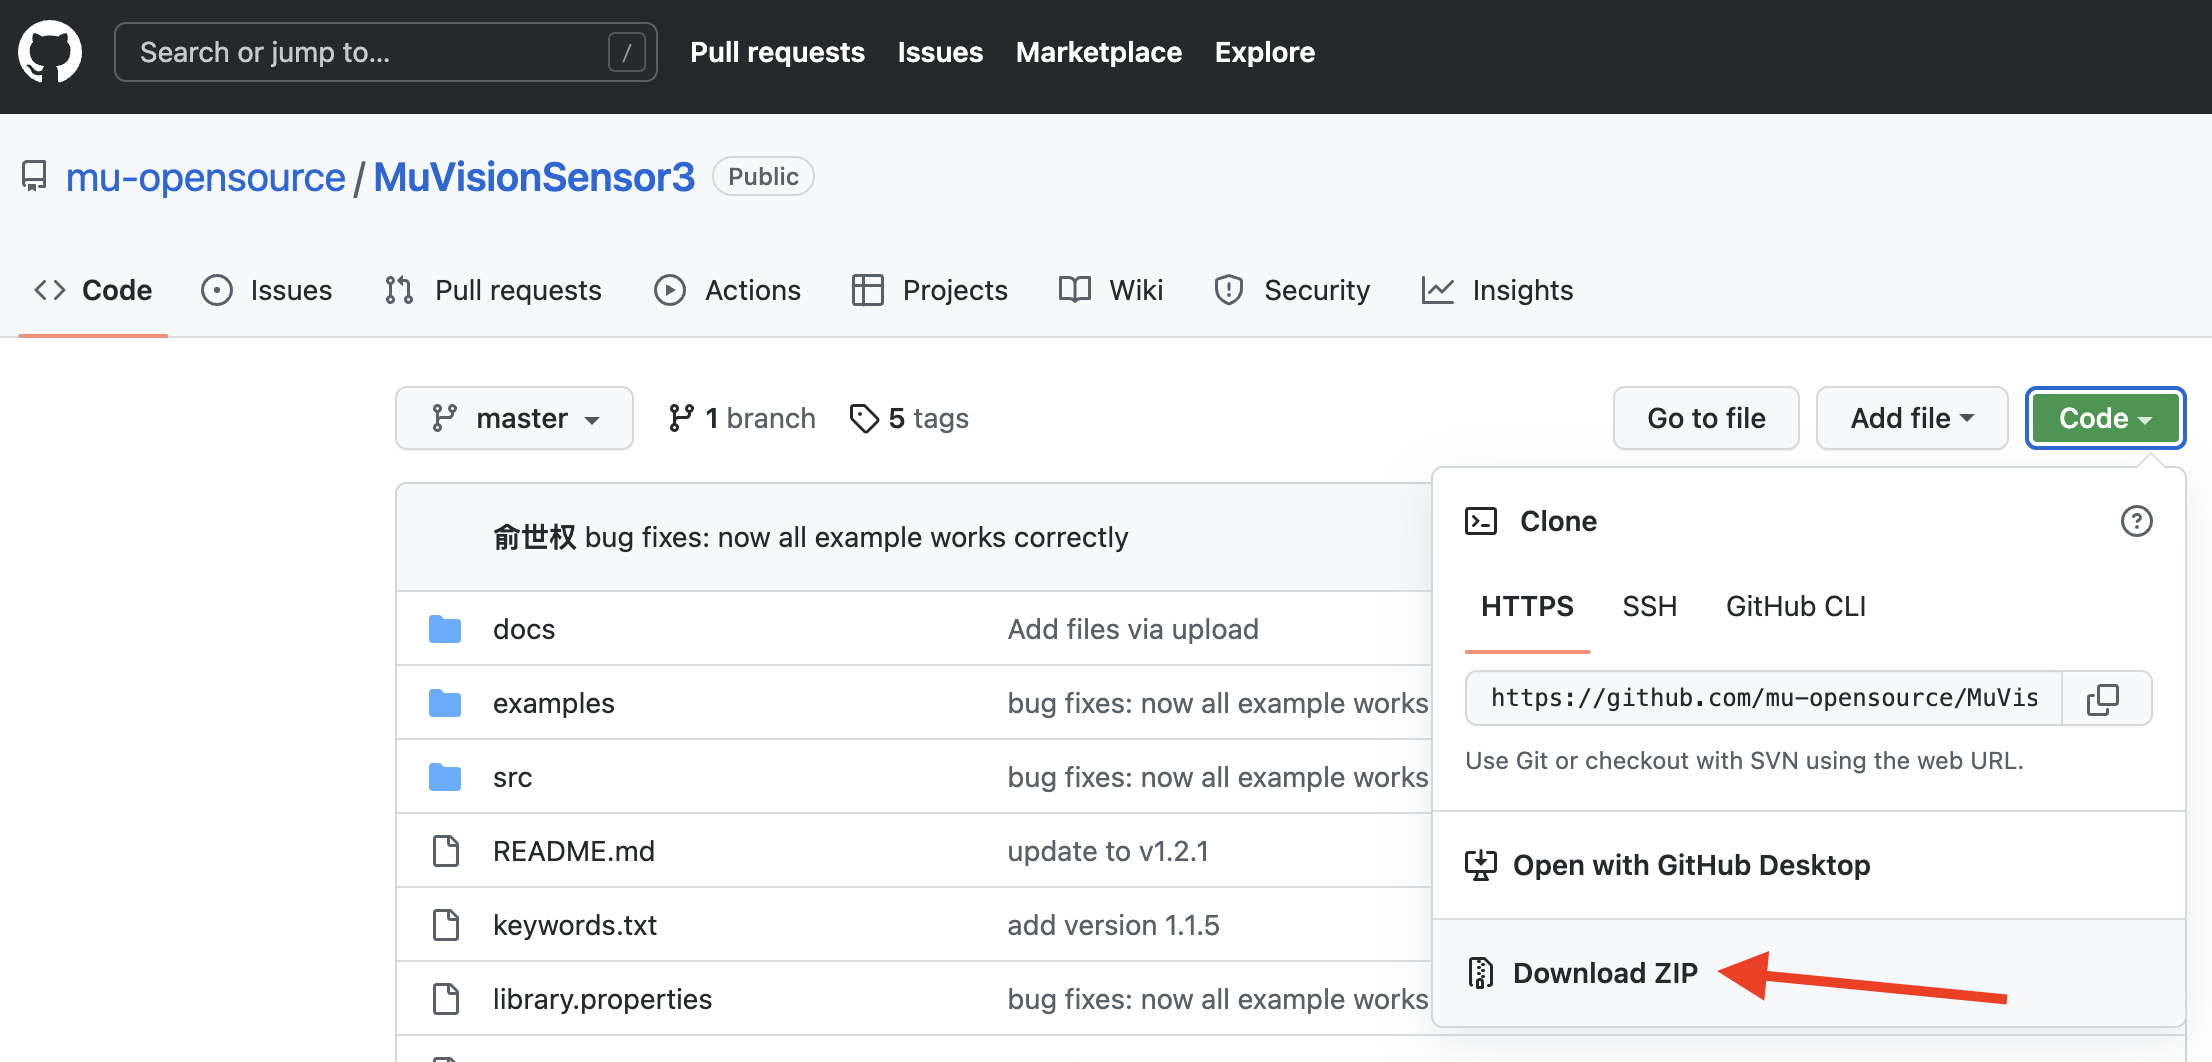 Search or jump to... /
Pull requests Issues Marketplace Explore
mu-opensource / MuVisionSensor3 Public
Code Issues Pull requests Actions Projects Wiki Security Insights
master 1 branch 5 tags Go to file Add file Code
俞世权 bug fixes: now all example works correctly
docs Add files via upload
examples bug fixes: now all example works
src bug fixes: now all example works
README.md update to v1.2.1
keywords.txt add version 1.1.5
library.properties bug fixes: now all example works
Clone
HTTPS SSH GitHub CLI
https://github.com/mu-opensource/MuVis
Use Git or checkout with SVN using the web URL.
Open with GitHub Desktop
Download ZIP